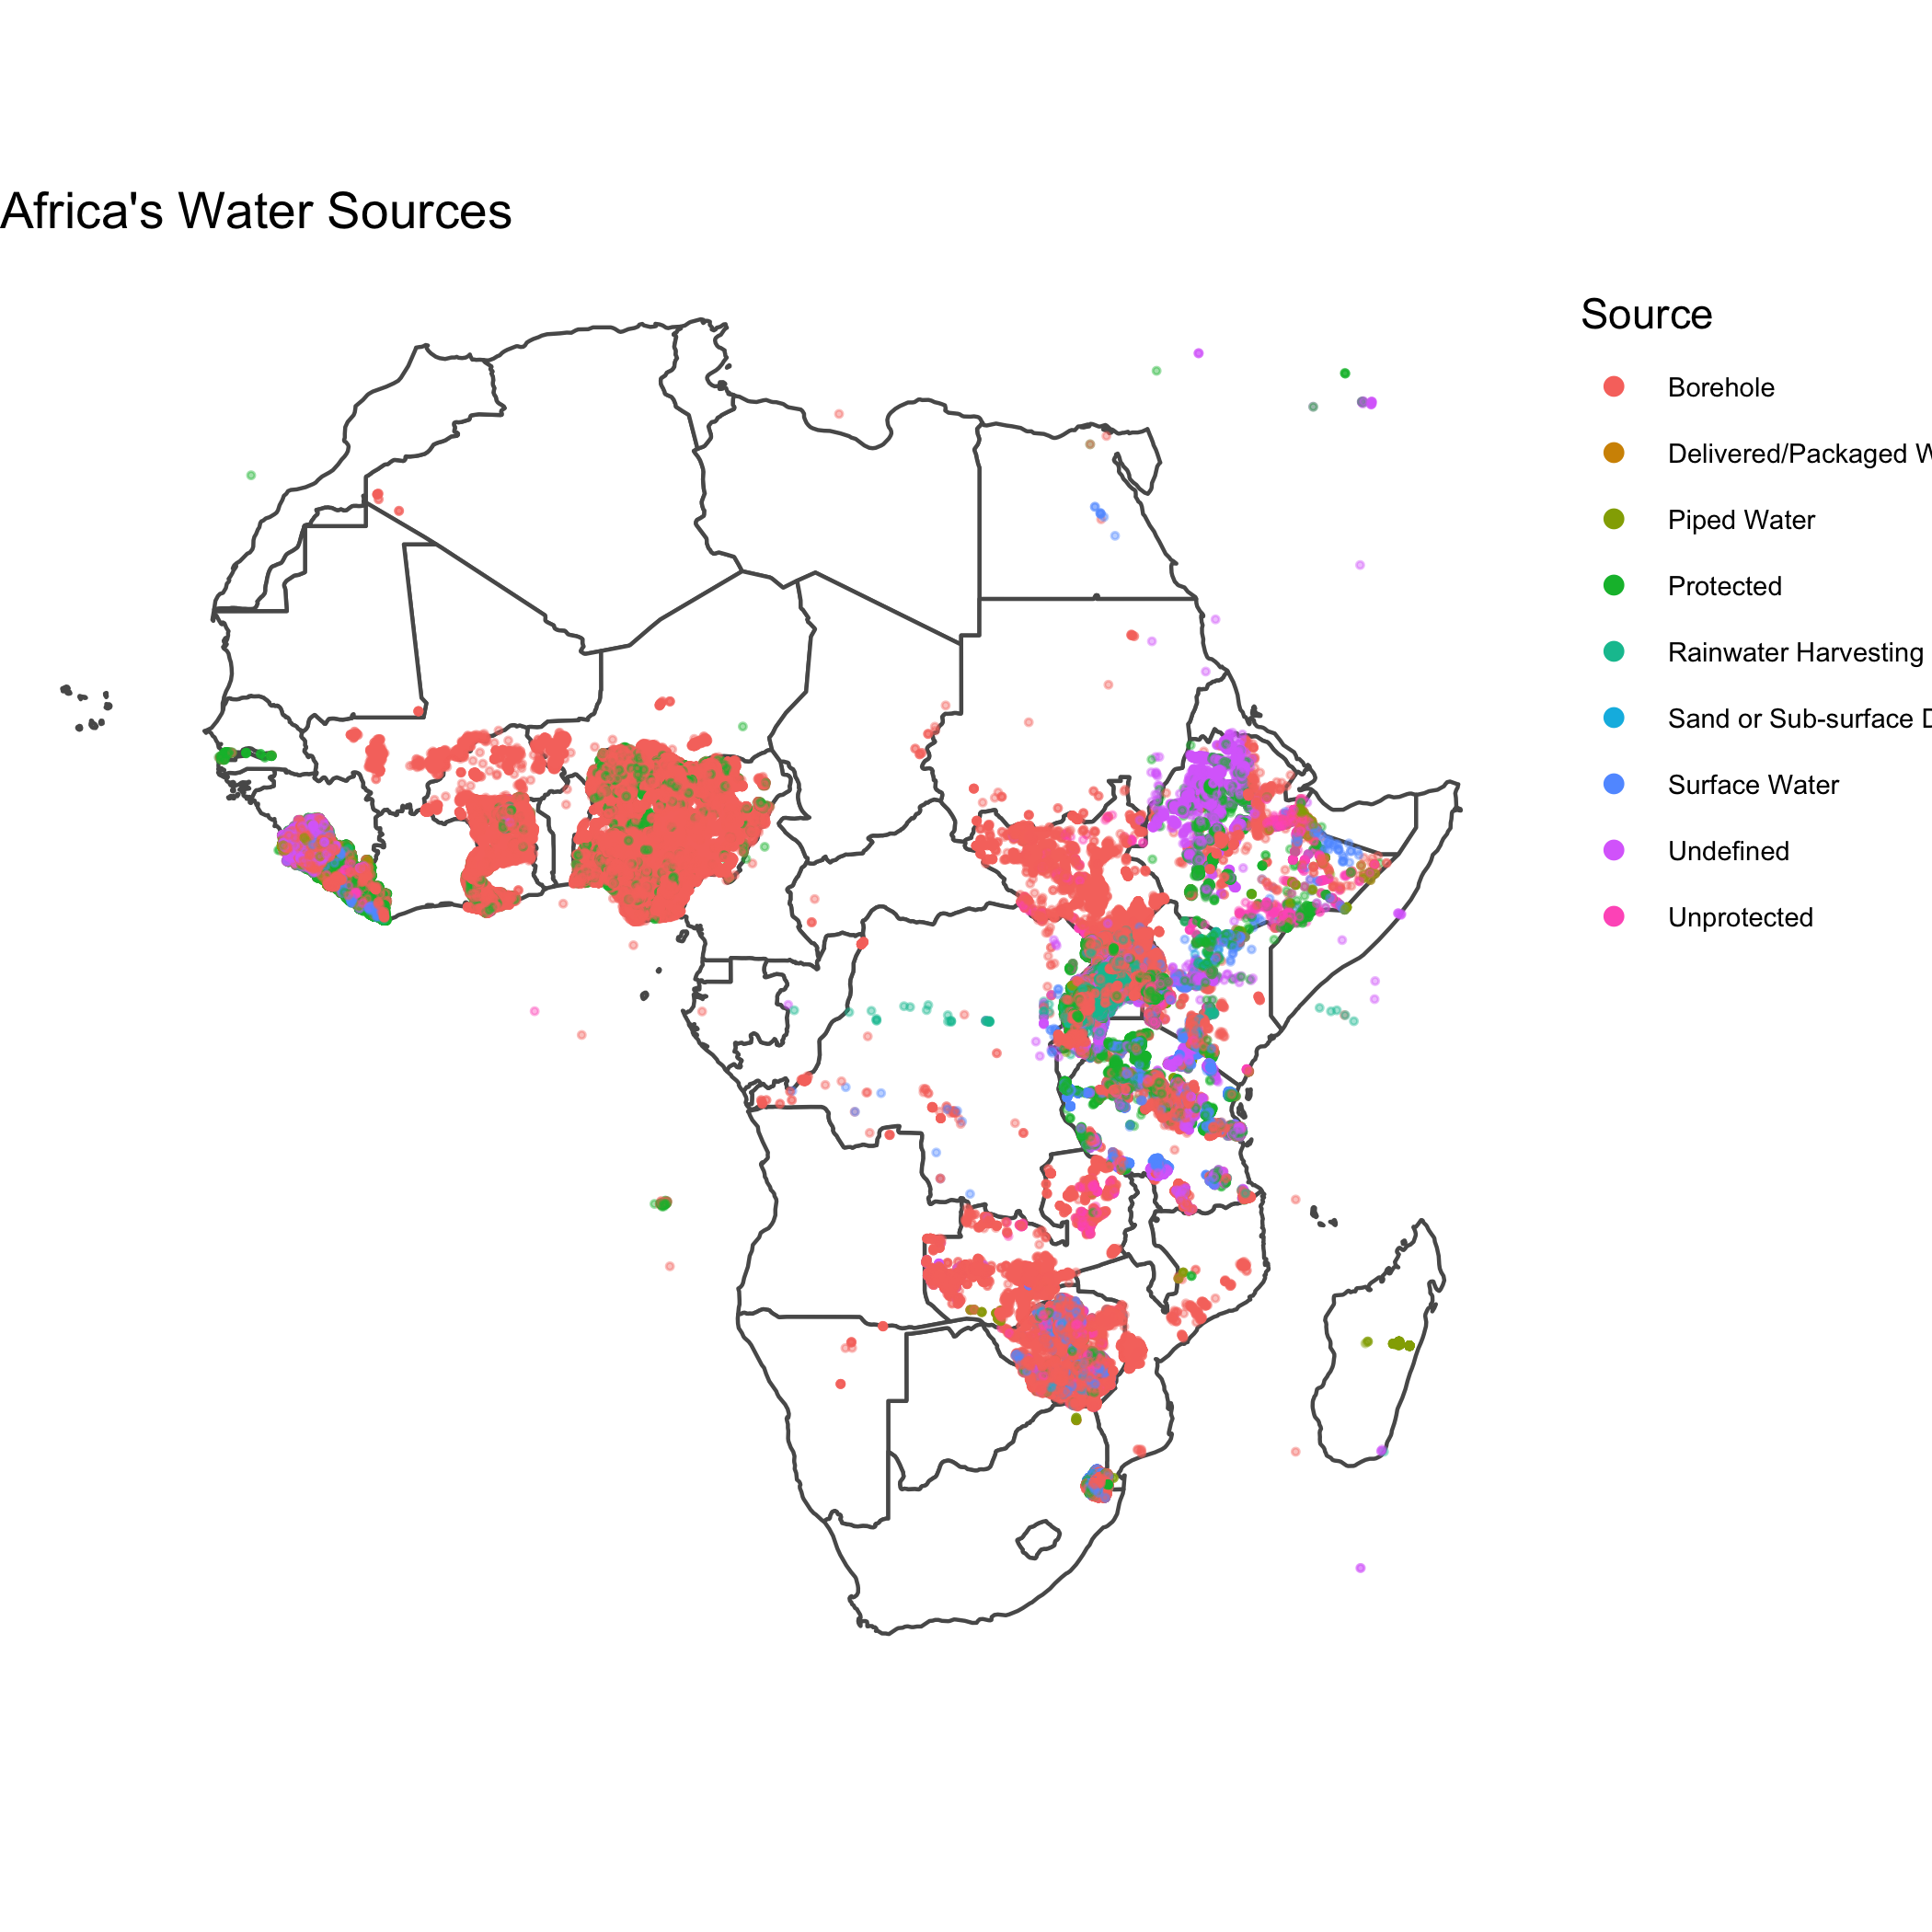 Africa's Water Sources
Source
Borehole
Delivered/Packaged W
Piped Water
Protected
Rainwater Harvesting
Sand or Sub-surface D
Surface Water
Undefined
Unprotected